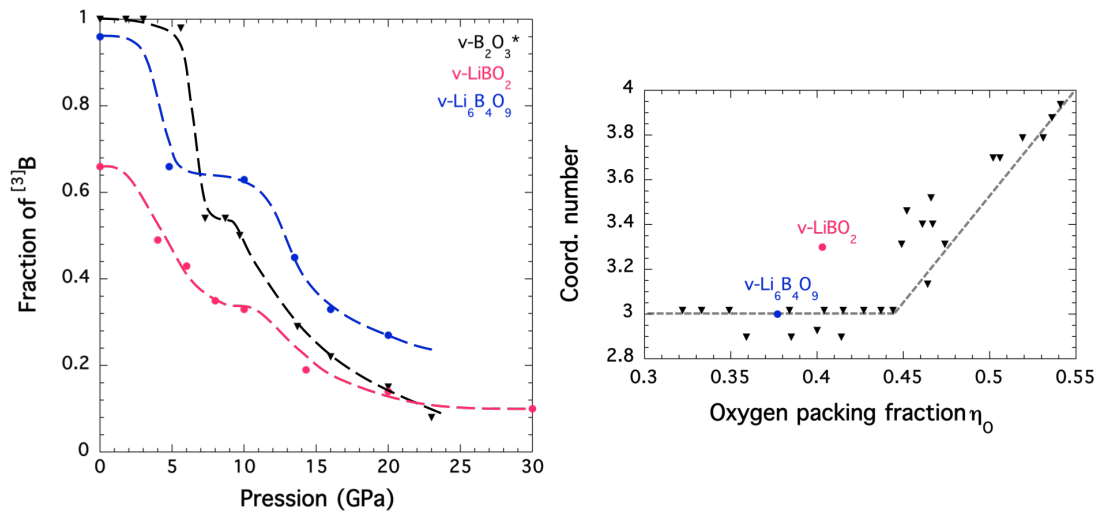 Fraction of [3]B
1
0.8
0.6
0.4
0.2
0
0
5
10
15
20
25
30
Pression (GPa)
v-B2O3*
v-LiBO2
v-Li6B4O9
Coord. number
4
3.8
3.6
3.4
3.2
3
2.8
0.3
0.35
0.4
0.45
0.5
0.55
Oxygen packing fraction ηO
v-LiBO2
v-Li6B4O9